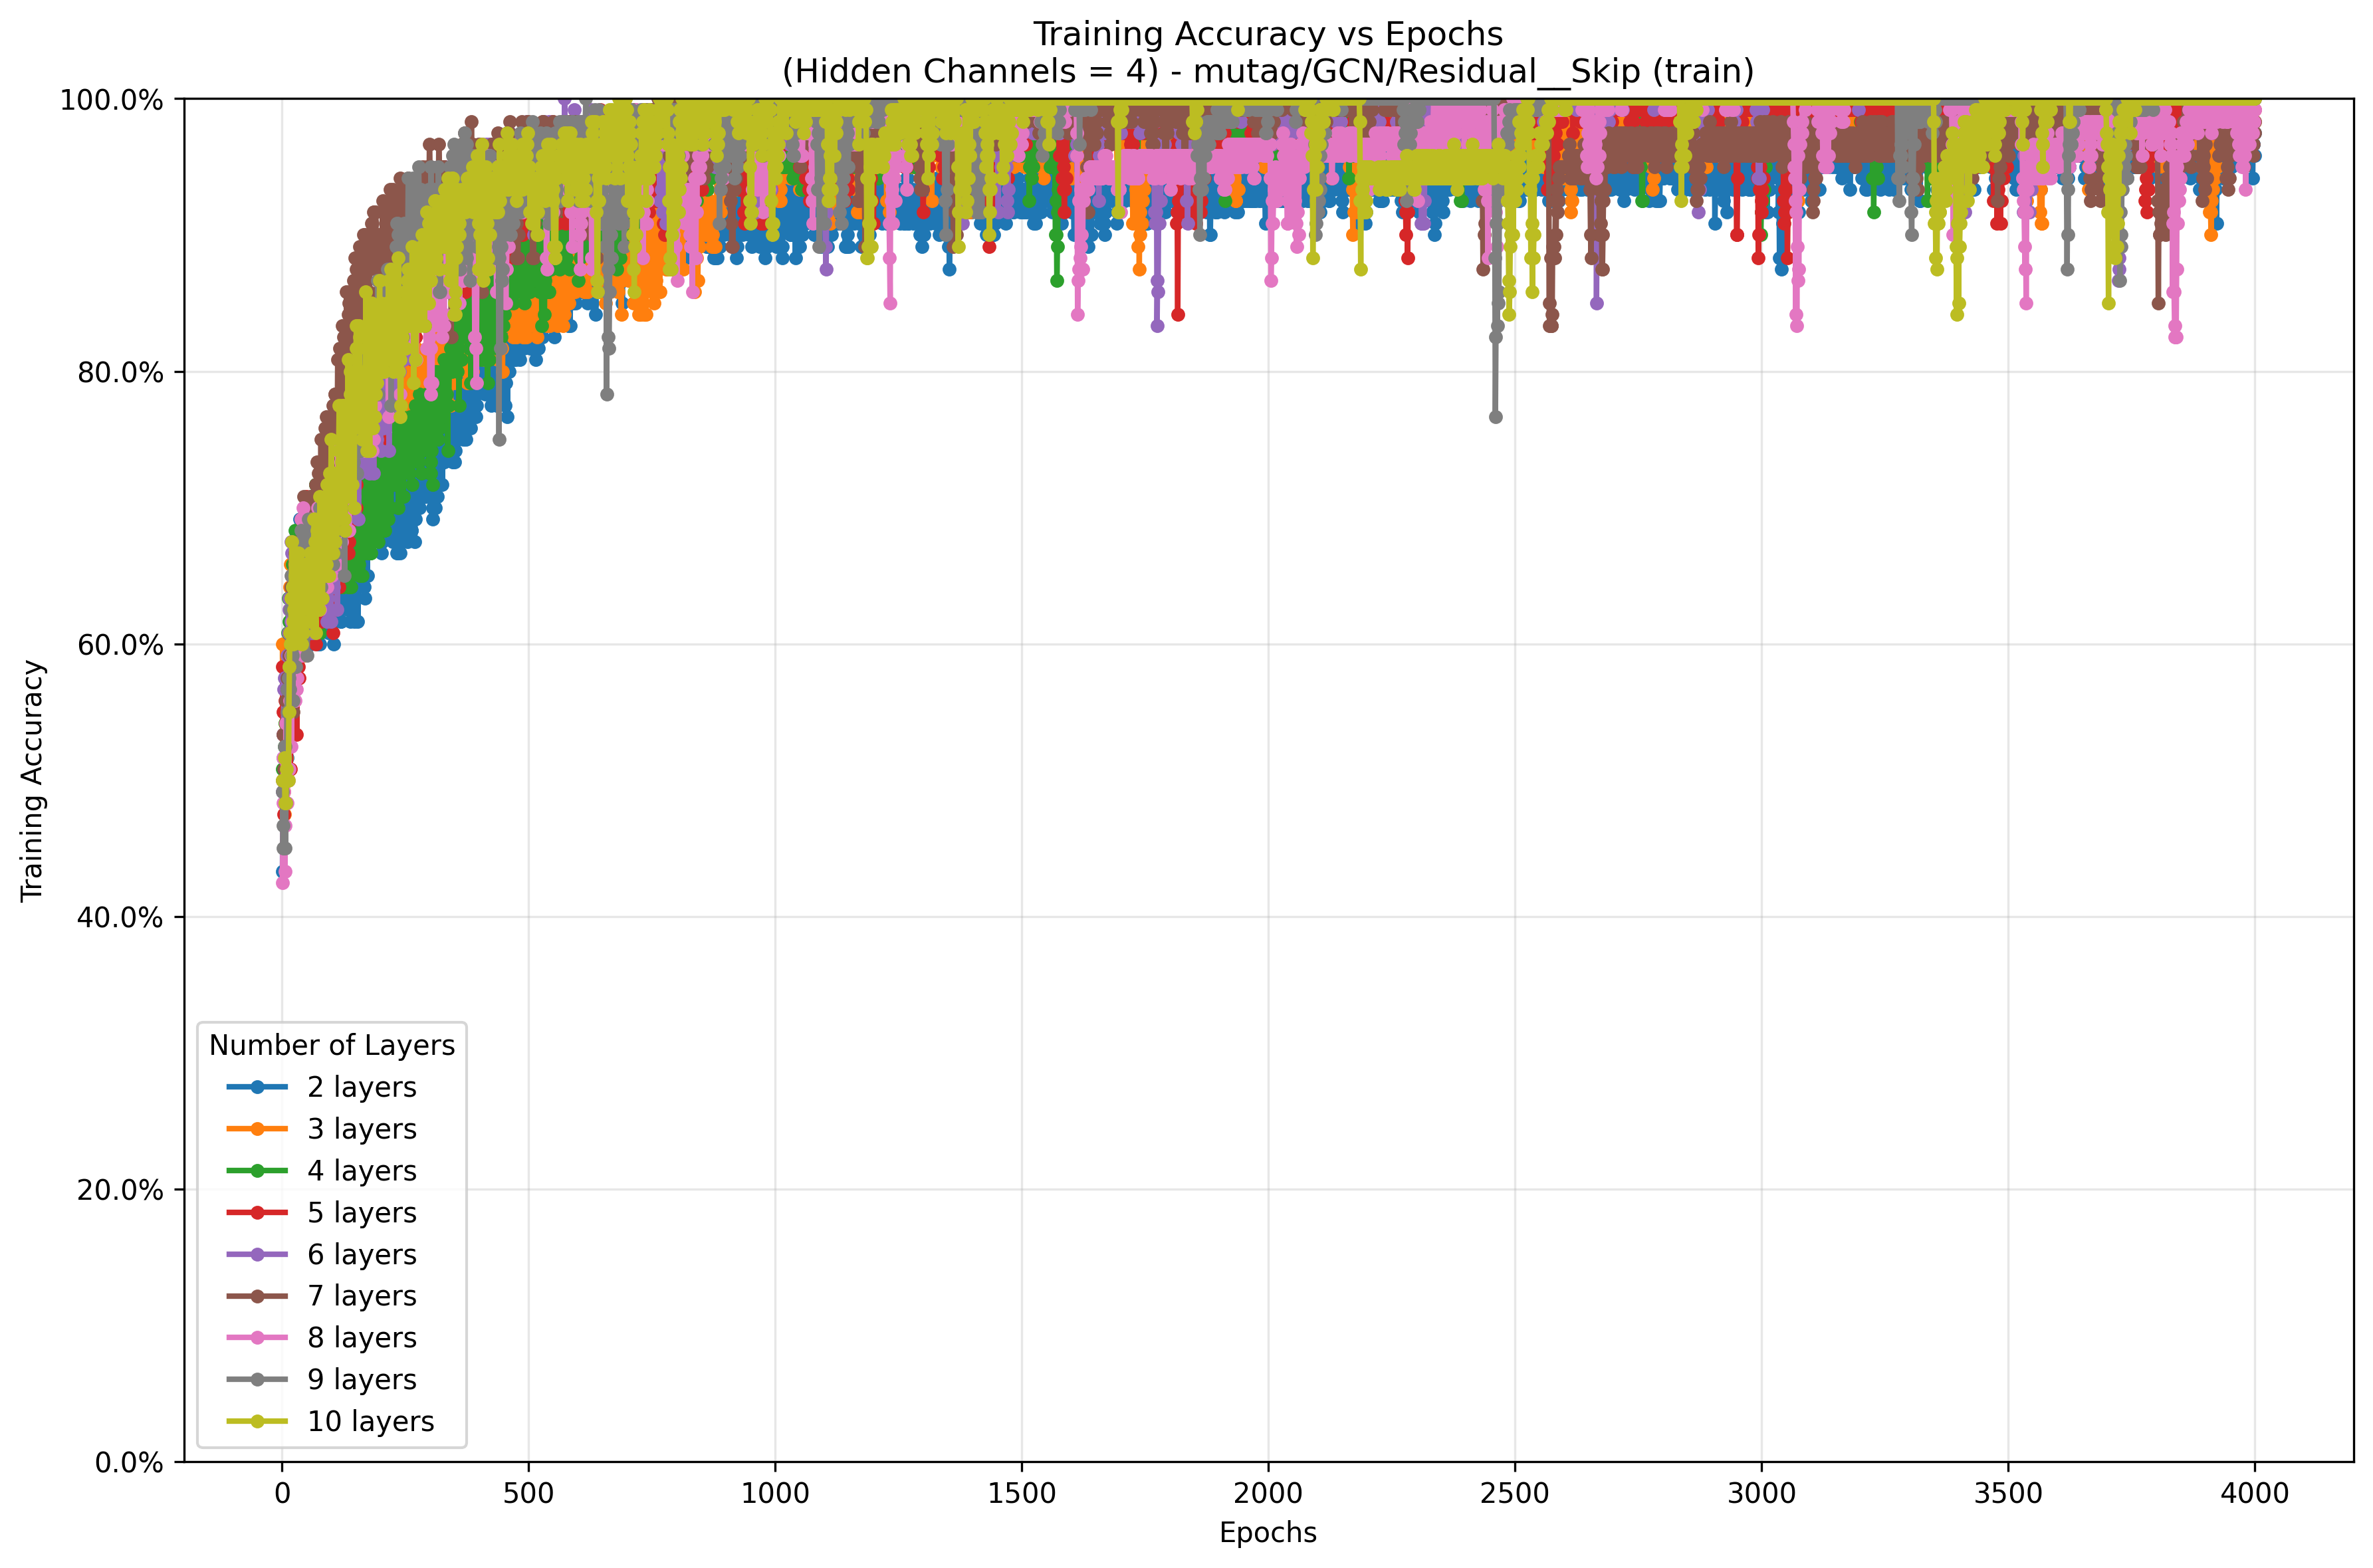 Training Accuracy vs Epochs
(Hidden Channels = 4) - mutag/GCN/Residual__Skip (train)
100.0%
80.0%
60.0%
40.0%
20.0%
0.0%
Training Accuracy
Number of Layers
2 layers
3 layers
4 layers
5 layers
6 layers
7 layers
8 layers
9 layers
10 layers
0 500 1000 1500 2000 2500 3000 3500 4000
Epochs